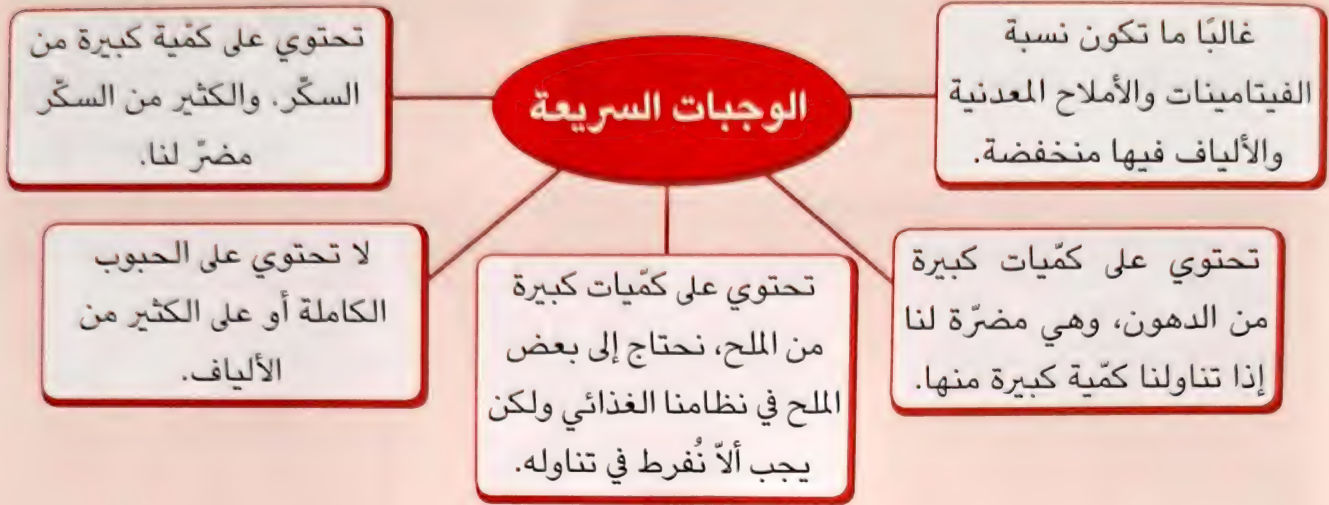 الوجبات السريعة
غالبًا ما تكون نسبة
الفيتامينات والأملاح المعدنية
والألياف فيها منخفضة.
تحتوي على كمّيات كبيرة
من الدهون، وهي مضرّة لنا
إذا تناولنا كمّية كبيرة منها.
تحتوي على كمّيات كبيرة
من الملح، نحتاج إلى بعض
الملح في نظامنا الغذائي ولكن
يجب ألاّ نُفرط في تناوله.
لا تحتوي على الحبوب
الكاملة أو على الكثير من
الألياف.
تحتوي على كمّية كبيرة من
السكّر. والكثير من السكّر
مضرّ لنا.